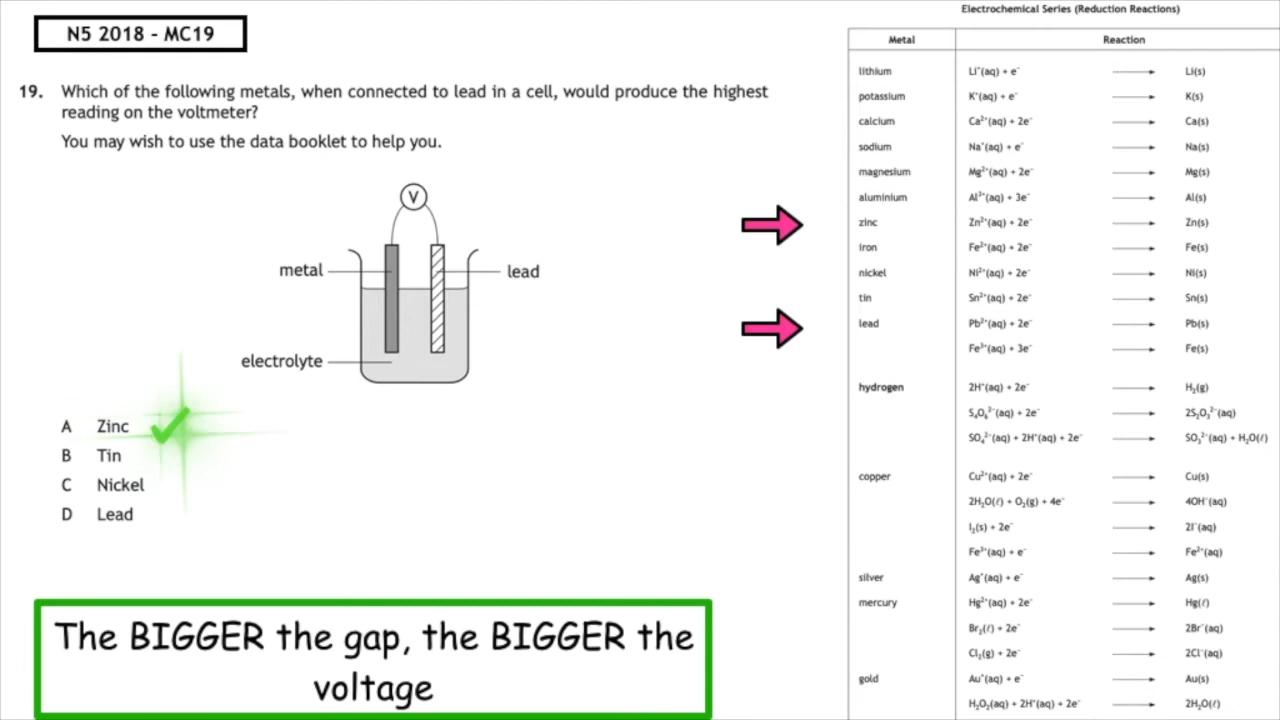 N5 2018 - MC19
19. Which of the following metals, when connected to lead in a cell, would produce the highest
reading on the voltmeter?
You may wish to use the data booklet to help you.
V
metal
lead
electrolyte
A Zinc
B Tin
C Nickel
D Lead
The BIGGER the gap, the BIGGER the
voltage
Electrochemical Series (Reduction Reactions)
Metal Reaction
lithium Li⁺(aq) + e⁻ ⟶ Li(s)
potassium K⁺(aq) + e⁻ ⟶ K(s)
calcium Ca²⁺(aq) + 2e⁻ ⟶ Ca(s)
sodium Na⁺(aq) + e⁻ ⟶ Na(s)
magnesium Mg²⁺(aq) + 2e⁻ ⟶ Mg(s)
aluminium Al³⁺(aq) + 3e⁻ ⟶ Al(s)
zinc Zn²⁺(aq) + 2e⁻ ⟶ Zn(s)
iron Fe²⁺(aq) + 2e⁻ ⟶ Fe(s)
nickel Ni²⁺(aq) + 2e⁻ ⟶ Ni(s)
tin Sn²⁺(aq) + 2e⁻ ⟶ Sn(s)
lead Pb²⁺(aq) + 2e⁻ ⟶ Pb(s)
Fe³⁺(aq) + 3e⁻ ⟶ Fe(s)
hydrogen 2H⁺(aq) + 2e⁻ ⟶ H₂(g)
S₄O₆²⁻(aq) + 2e⁻ ⟶ 2S₂O₃²⁻(aq)
SO₄²⁻(aq) + 2H⁺(aq) + 2e⁻ ⟶ SO₃²⁻(aq) + H₂O(ℓ)
copper Cu²⁺(aq) + 2e⁻ ⟶ Cu(s)
2H₂O(ℓ) + O₂(g) + 4e⁻ ⟶ 4OH⁻(aq)
I₂(s) + 2e⁻ ⟶ 2I⁻(aq)
Fe³⁺(aq) + e⁻ ⟶ Fe²⁺(aq)
silver Ag⁺(aq) + e⁻ ⟶ Ag(s)
mercury Hg²⁺(aq) + 2e⁻ ⟶ Hg(ℓ)
Br₂(ℓ) + 2e⁻ ⟶ 2Br⁻(aq)
Cl₂(g) + 2e⁻ ⟶ 2Cl⁻(aq)
gold Au⁺(aq) + e⁻ ⟶ Au(s)
H₂O₂(aq) + 2H⁺(aq) + 2e⁻ ⟶ 2H₂O(ℓ)